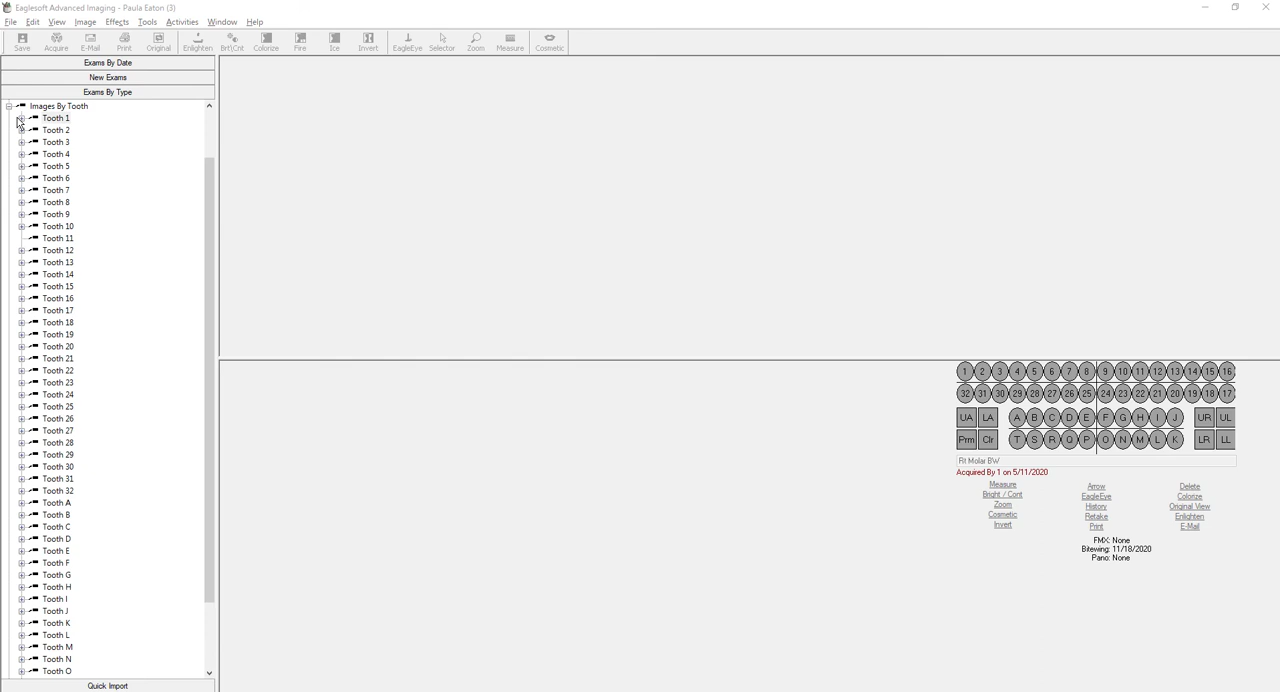 Eaglesoft Advanced Imaging - Paula Eaton (3)
File Edit View Image Effects Tools Activities Window Help
Save Acquire E-Mail Print Original Enlighten Brt\Cnt Colorize Fire Ice Invert EagleEye Selector Zoom Measure Cosmetic
Exams By Date
New Exams
Exams By Type
Images By Tooth
Tooth 1
Tooth 2
Tooth 3
Tooth 4
Tooth 5
Tooth 6
Tooth 7
Tooth 8
Tooth 9
Tooth 10
Tooth 11
Tooth 12
Tooth 13
Tooth 14
Tooth 15
Tooth 16
Tooth 17
Tooth 18
Tooth 19
Tooth 20
Tooth 21
Tooth 22
Tooth 23
Tooth 24
Tooth 25
Tooth 26
Tooth 27
Tooth 28
Tooth 29
Tooth 30
Tooth 31
Tooth 32
Tooth A
Tooth B
Tooth C
Tooth D
Tooth E
Tooth F
Tooth G
Tooth H
Tooth I
Tooth J
Tooth K
Tooth L
Tooth M
Tooth N
Tooth O
Quick Import
1 2 3 4 5 6 7 8 9 10 11 12 13 14 15 16
32 31 30 29 28 27 26 25 24 23 22 21 20 19 18 17
UA LA A B C D E F G H I J UR UL
Prm Clr T S R Q P O N M L K LR LL
Rt Molar BW
Acquired By 1 on 5/11/2020
Measure Arrow Delete
Bright / Cont EagleEye Colorize
Zoom History Original View
Cosmetic Retake Enlighten
Invert Print E-Mail
FMX: None
Bitewing: 11/18/2020
Pano: None